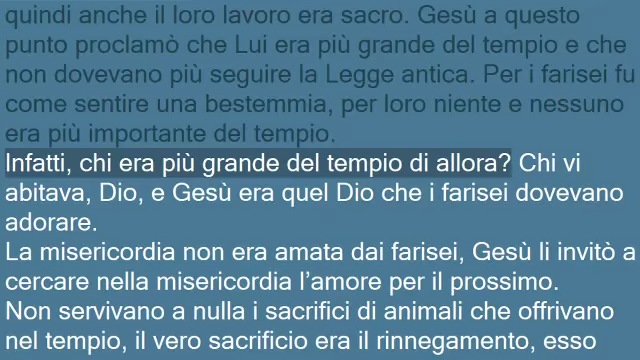 quindi anche il loro lavoro era sacro. Gesù a questo
punto proclamò che Lui era più grande del tempio e che
non dovevano più seguire la Legge antica. Per i farisei fu
come sentire una bestemmia, per loro niente e nessuno
era più importante del tempio.
Infatti, chi era più grande del tempio di allora? Chi vi
abitava, Dio, e Gesù era quel Dio che i farisei dovevano
adorare.
La misericordia non era amata dai farisei, Gesù li invitò a
cercare nella misericordia l’amore per il prossimo.
Non servivano a nulla i sacrifici di animali che offrivano
nel tempio, il vero sacrificio era il rinnegamento, esso